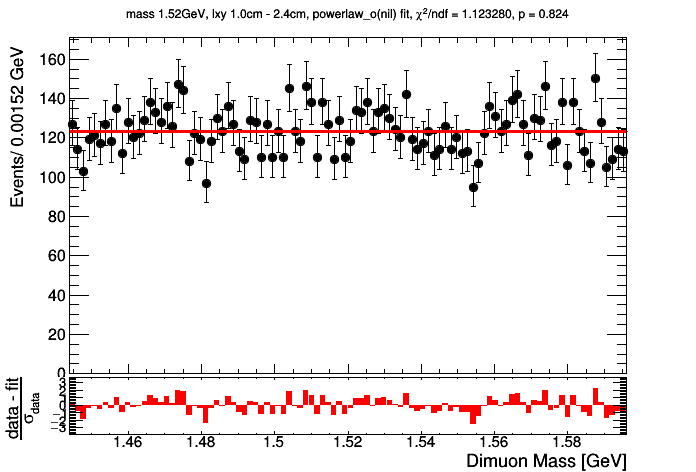 mass 1.52GeV, lxy 1.0cm - 2.4cm, powerlaw_o(nil) fit, χ²/ndf = 1.123280, p = 0.824
Events/ 0.00152 GeV
160
140
120
100
80
60
40
20
0
data - fit
σdata
3
2
1
0
−1
−2
−3
1.46 1.48 1.5 1.52 1.54 1.56 1.58
Dimuon Mass [GeV]